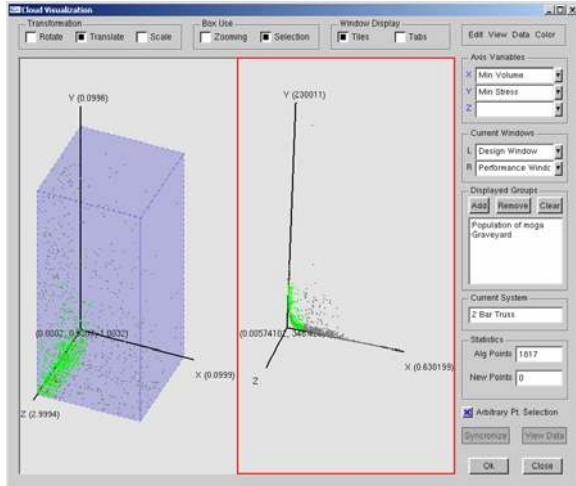 Cloud Visualization
Transformation
Rotate Translate Scale
Box Use
Zooming Selection
Window Display
Tiles Tabs
Edit View Data Color
Y (0.0996)
X (0.0999)
Z (2.9994)
Y (230011)
X (0.630199)
Z
Axis Variables
X Min Volume
Y Min Stress
Z
Current Windows
L Design Window
R Performance Windo
Displayed Groups
Add Remove Clear
Population of moga
Graveyard
Current System
2 Bar Truss
Statistics
Alg Points 1817
New Points 0
Arbitrary Pt. Selection
Syncronize View Data
Ok Close